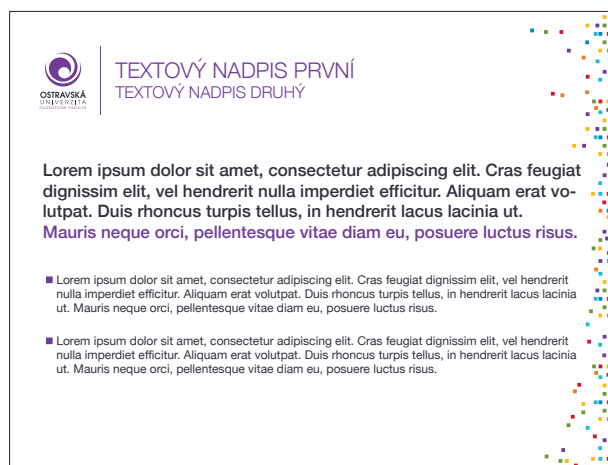 OSTRAVSKÁ
UNIVERZITA
FILOZOFICKÁ FAKULTA
TEXTOVÝ NADPIS PRVNÍ
TEXTOVÝ NADPIS DRUHÝ
Lorem ipsum dolor sit amet, consectetur adipiscing elit. Cras feugiat
dignissim elit, vel hendrerit nulla imperdiet efficitur. Aliquam erat vo-
lutpat. Duis rhoncus turpis tellus, in hendrerit lacus lacinia ut.
Mauris neque orci, pellentesque vitae diam eu, posuere luctus risus.
Lorem ipsum dolor sit amet, consectetur adipiscing elit. Cras feugiat dignissim elit, vel hendrerit
nulla imperdiet efficitur. Aliquam erat volutpat. Duis rhoncus turpis tellus, in hendrerit lacus lacinia
ut. Mauris neque orci, pellentesque vitae diam eu, posuere luctus risus.
Lorem ipsum dolor sit amet, consectetur adipiscing elit. Cras feugiat dignissim elit, vel hendrerit
nulla imperdiet efficitur. Aliquam erat volutpat. Duis rhoncus turpis tellus, in hendrerit lacus lacinia
ut. Mauris neque orci, pellentesque vitae diam eu, posuere luctus risus.